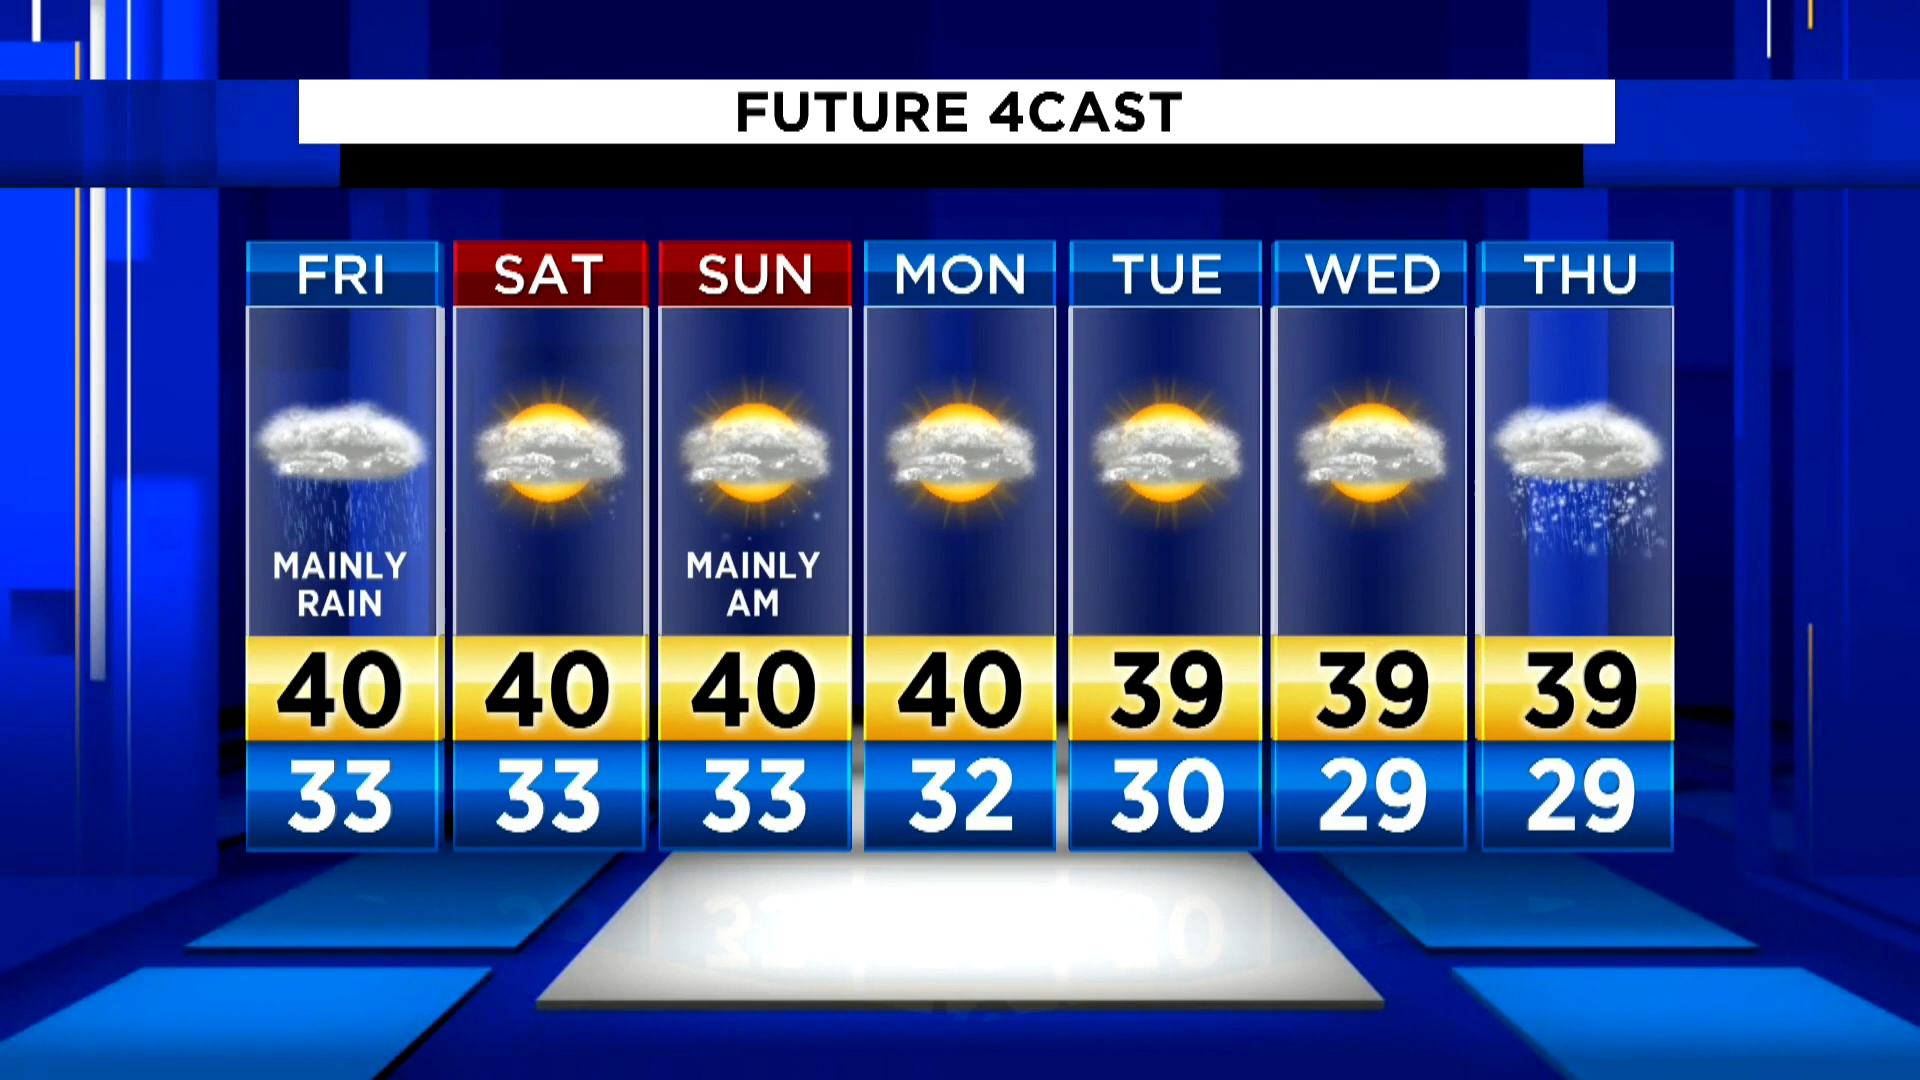 FUTURE 4CAST
FRI SAT SUN MON TUE WED THU
MAINLY
RAIN
MAINLY
AM
40 40 40 40 39 39 39
33 33 33 32 30 29 29